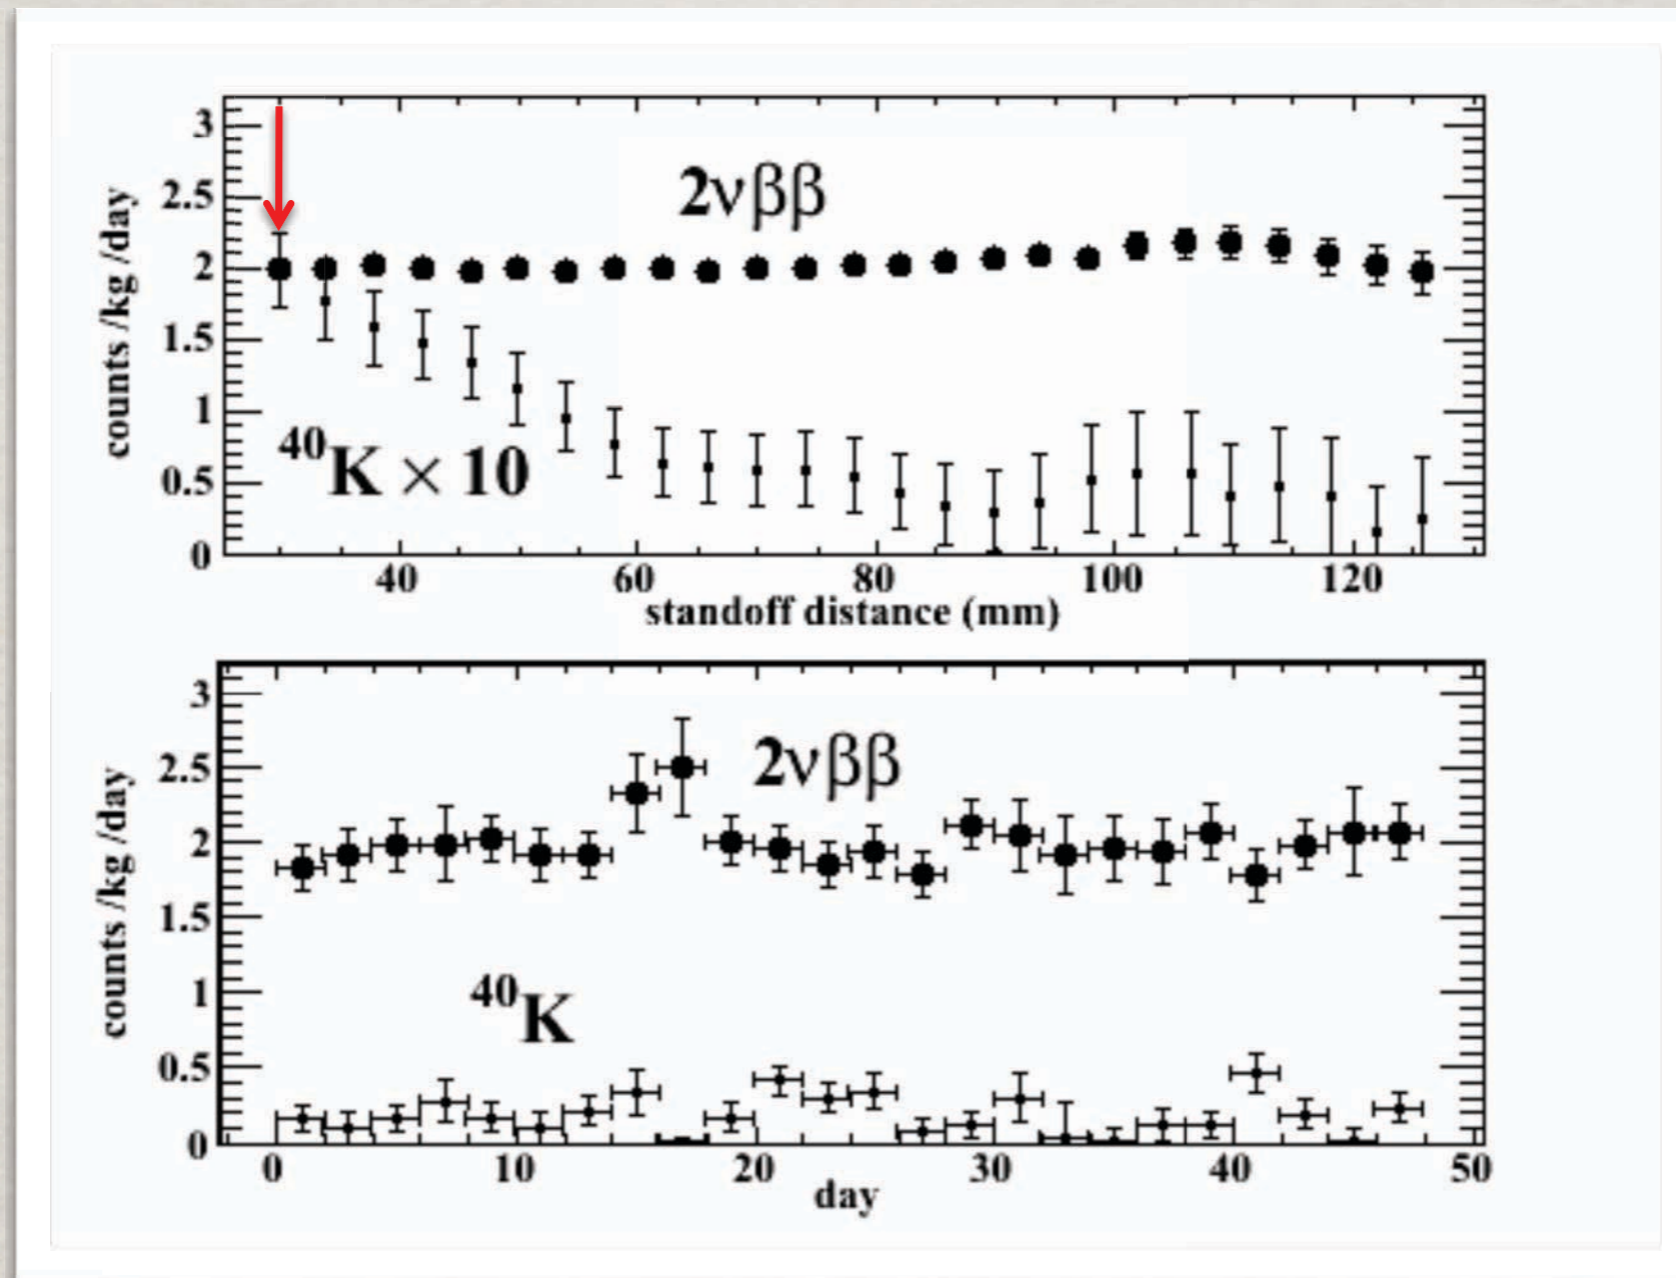 3
2.5
2
1.5
1
0.5
0
counts /kg /day
2νββ
⁴⁰K × 10
40 60 80 100 120
standoff distance (mm)
3
2.5
2
1.5
1
0.5
0
counts /kg /day
2νββ
⁴⁰K
0 10 20 30 40 50
day